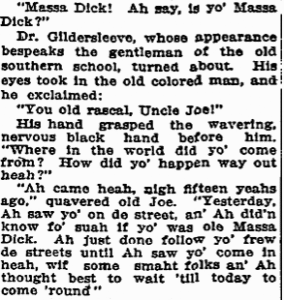 "Massa Dick! Ah say, is yo' Massa
Dick?"
Dr. Gildersleeve, whose appearance
bespeaks the gentleman of the old
southern school, turned about. His
eyes took in the old colored man, and
he exclaimed:
"You old rascal, Uncle Joe!"
His hand grasped the wavering,
nervous black hand before him.
"Where in the world did yo' come
from? How did yo' happen way out
heah?"
"Ah came heah, nigh fifteen yeahs
ago," quavered old Joe. "Yesterday,
Ah saw yo' on de street, an' Ah did'n
know fo' suah if yo' was ole Massa
Dick. Ah just done follow yo' frew
de streets until Ah saw yo' come in
heah, wif some smaht folks an' Ah
thought best to wait 'till today to
come 'round"